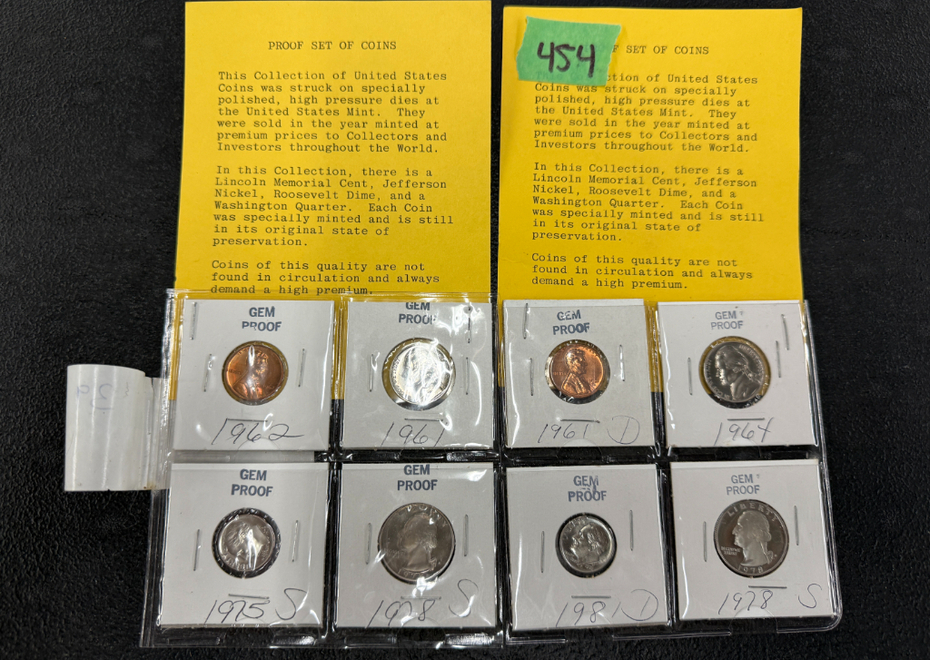 PROOF SET OF COINS
This Collection of United States
Coins was struck on specially
polished, high pressure dies at
the United States Mint. They
were sold in the year minted at
premium prices to Collectors and
Investors throughout the World.
In this Collection, there is a
Lincoln Memorial Cent, Jefferson
Nickel, Roosevelt Dime, and a
Washington Quarter. Each Coin
was specially minted and is still
in its original state of
preservation.
Coins of this quality are not
found in circulation and always
demand a high premium.
454
SET OF COINS
of United States
Coins was struck on specially
polished, high pressure dies at
the United States Mint. They
were sold in the year minted at
premium prices to Collectors and
Investors throughout the World.
In this Collection, there is a
Lincoln Memorial Cent, Jefferson
Nickel, Roosevelt Dime, and a
Washington Quarter. Each Coin
was specially minted and is still
in its original state of
preservation.
Coins of this quality are not
found in circulation and always
demand a high premium.
GEM
PROOF
1962
GEM
PROOF
1961
GEM
PROOF
1961 D
GEM
PROOF
1964
GEM
PROOF
1975 S
GEM
PROOF
1978 S
GEM
PROOF
1981 D
GEM
PROOF
LIBERTY
1978
1978 S